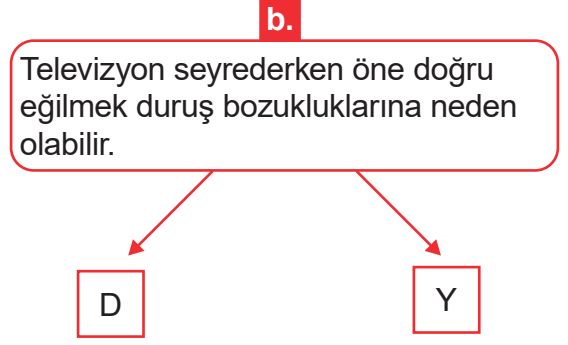 b.
Televizyon seyrederken öne doğru
eğilmek duruş bozukluklarına neden
olabilir.
D
Y